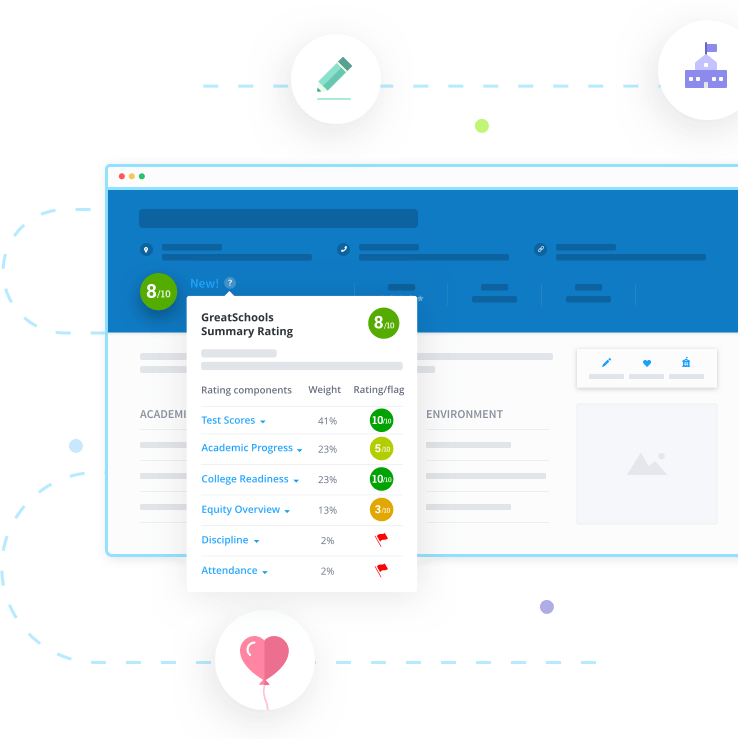 8/10
New! ?
GreatSchools
Summary Rating
8/10
Rating components Weight Rating/flag
ACADEMI
ENVIRONMENT
Test Scores 41% 10/10
Academic Progress 23% 5/10
College Readiness 23% 10/10
Equity Overview 13% 3/10
Discipline 2%
Attendance 2%